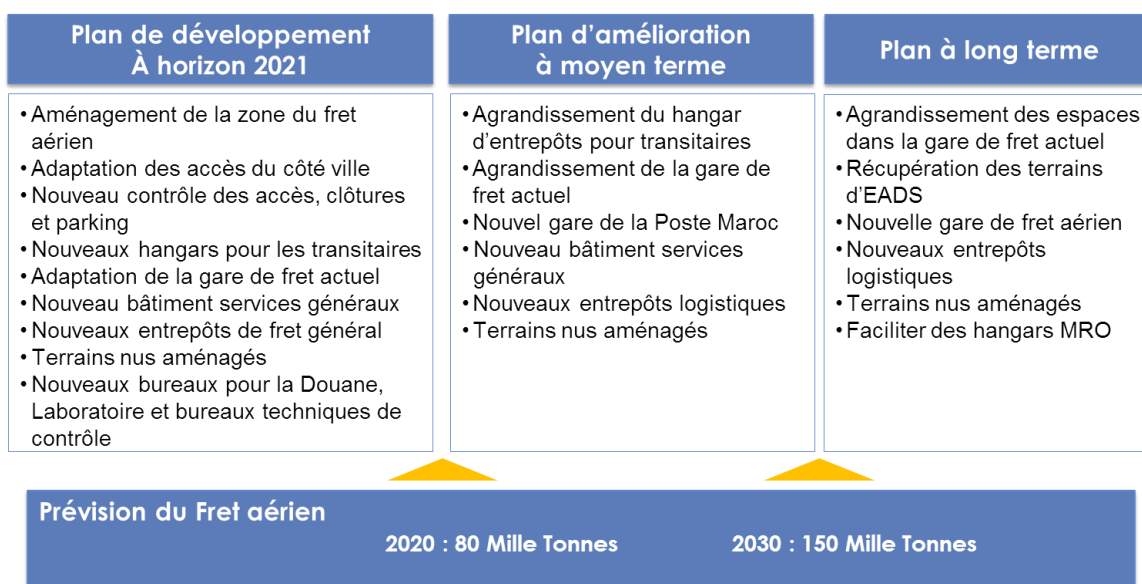 Plan de développement
À horizon 2021
• Aménagement de la zone du fret
aérien
• Adaptation des accès du côté ville
• Nouveau contrôle des accès, clôtures
et parking
• Nouveaux hangars pour les transitaires
• Adaptation de la gare de fret actuel
• Nouveau bâtiment services généraux
• Nouveaux entrepôts de fret général
• Terrains nus aménagés
• Nouveaux bureaux pour la Douane,
Laboratoire et bureaux techniques de
contrôle
Plan d’amélioration
à moyen terme
• Agrandissement du hangar
d’entrepôts pour transitaires
• Agrandissement de la gare de
fret actuel
• Nouvel gare de la Poste Maroc
• Nouveau bâtiment services
généraux
• Nouveaux entrepôts logistiques
• Terrains nus aménagés
Plan à long terme
• Agrandissement des espaces
dans la gare de fret actuel
• Récupération des terrains
d’EADS
• Nouvelle gare de fret aérien
• Nouveaux entrepôts
logistiques
• Terrains nus aménagés
• Faciliter des hangars MRO
Prévision du Fret aérien
2020 : 80 Mille Tonnes
2030 : 150 Mille Tonnes